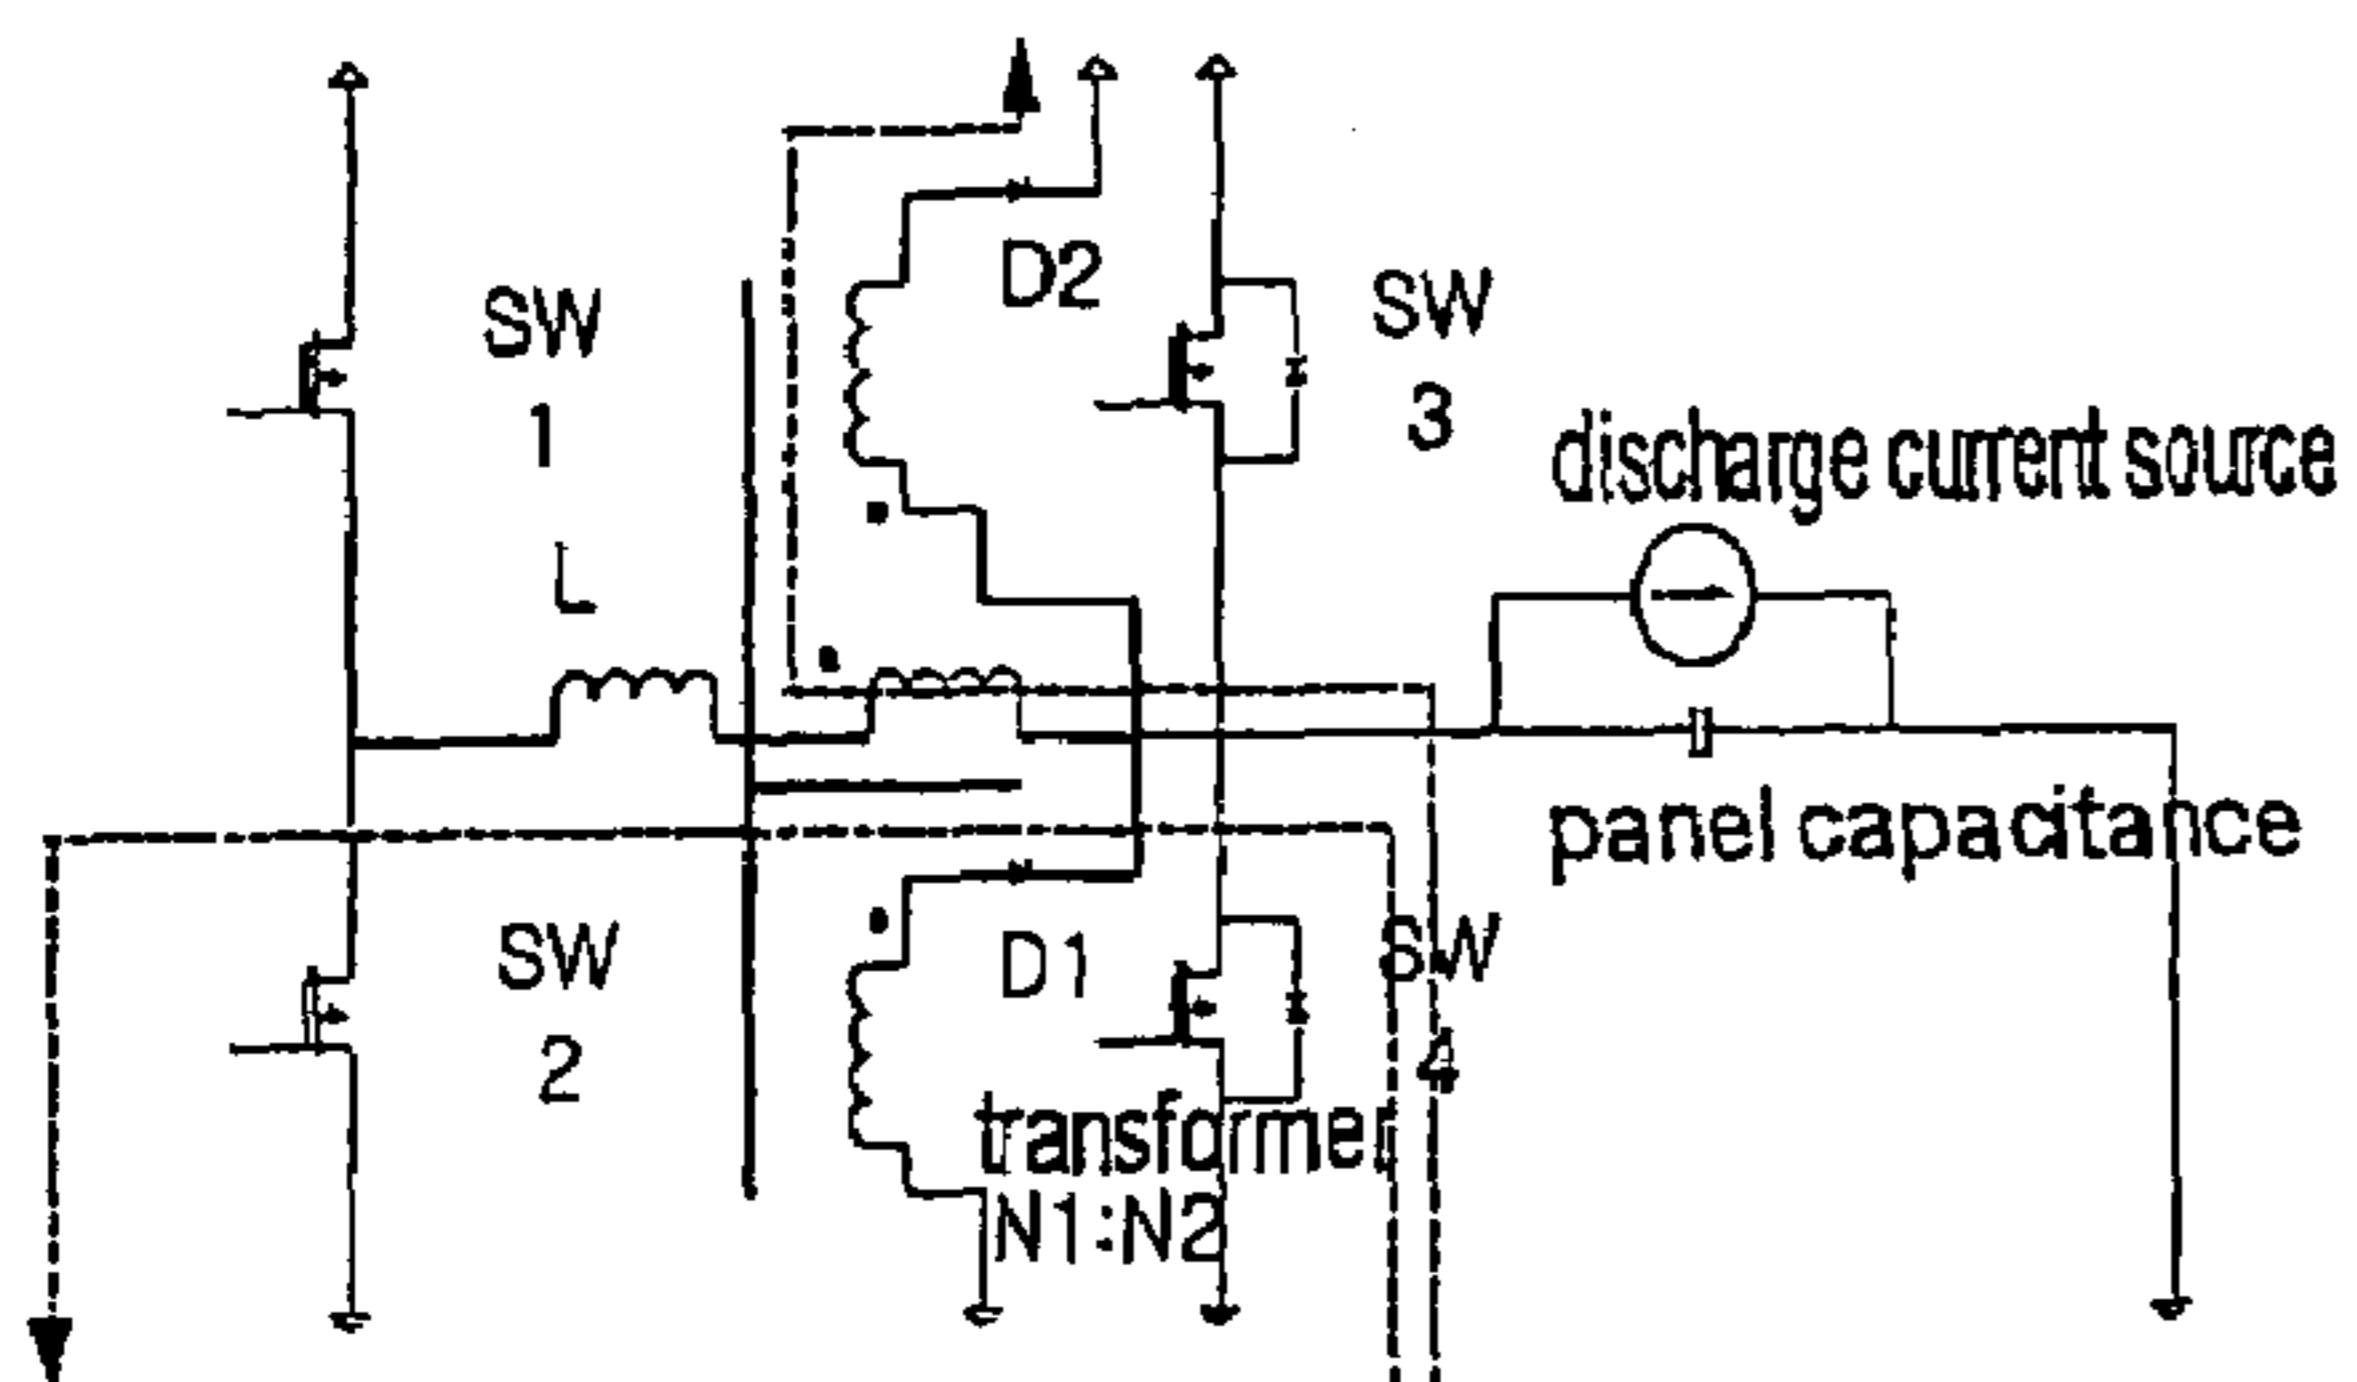 D2
SW
1
SW
3
discharge current source
L
panel capacitance
SW
2
D1
SW
4
transformer
N1:N2